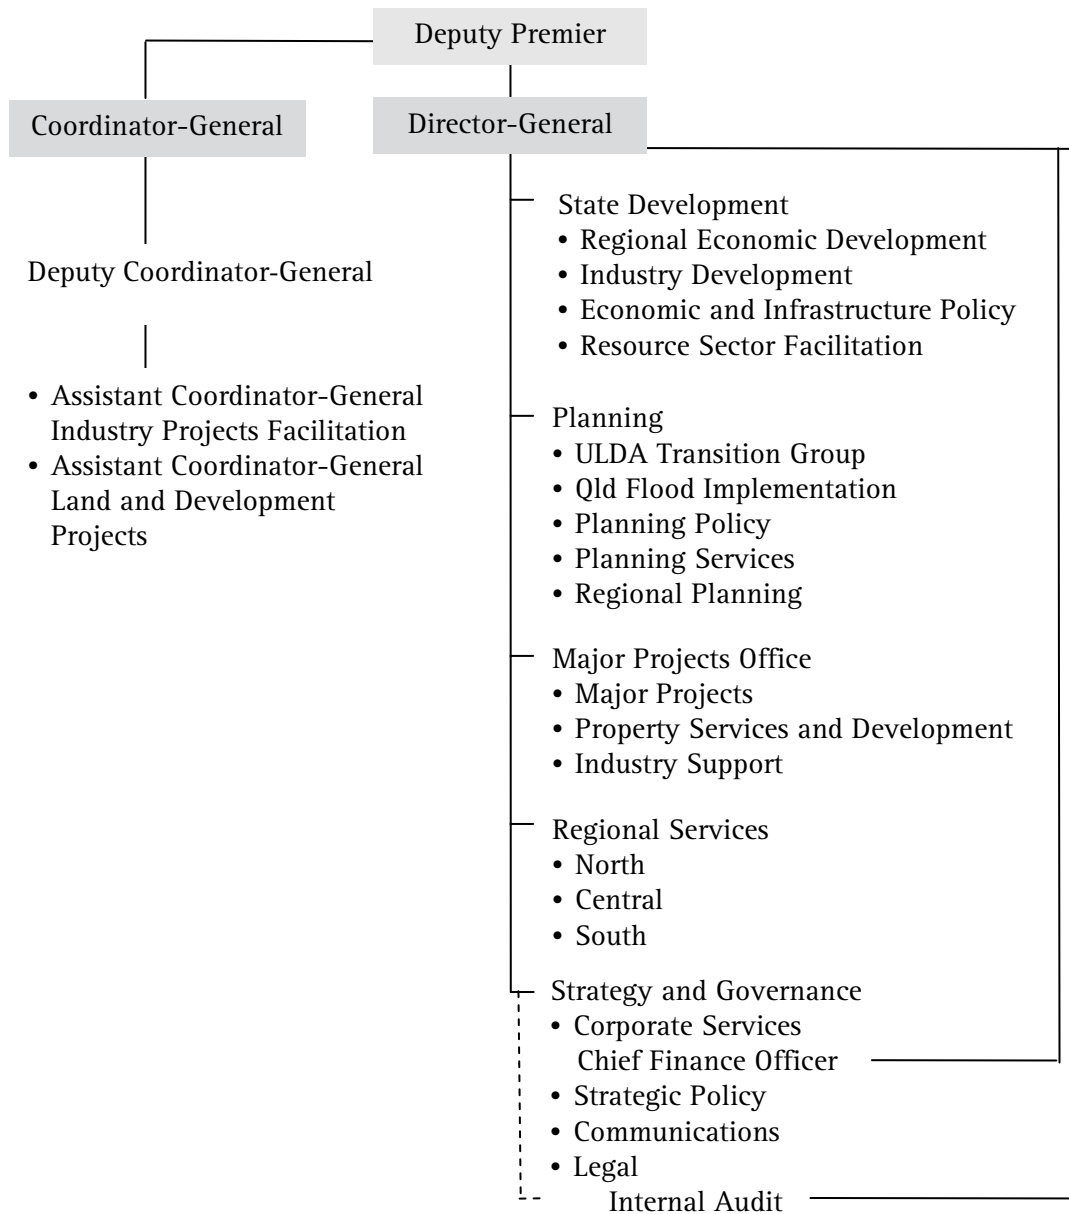 Deputy Premier
Coordinator-General
Director-General
Deputy Coordinator-General
• Assistant Coordinator-General
Industry Projects Facilitation
• Assistant Coordinator-General
Land and Development
Projects
State Development
• Regional Economic Development
• Industry Development
• Economic and Infrastructure Policy
• Resource Sector Facilitation
Planning
• ULDA Transition Group
• Qld Flood Implementation
• Planning Policy
• Planning Services
• Regional Planning
Major Projects Office
• Major Projects
• Property Services and Development
• Industry Support
Regional Services
• North
• Central
• South
Strategy and Governance
• Corporate Services
Chief Finance Officer
• Strategic Policy
• Communications
• Legal
Internal Audit